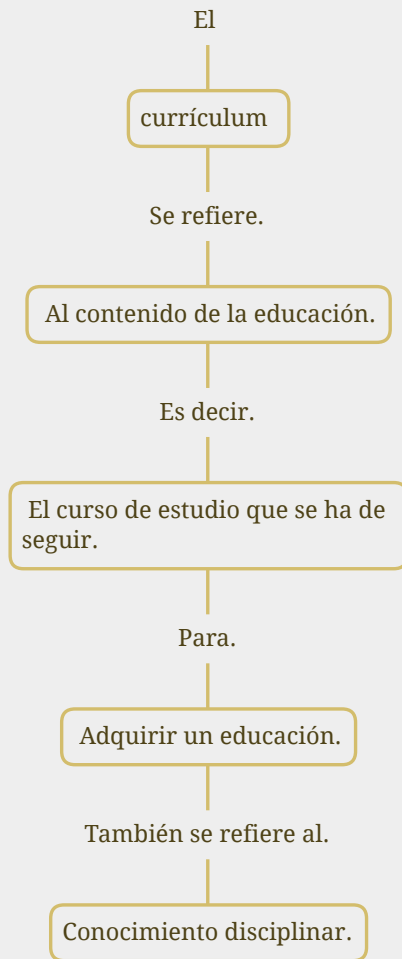 El
currículum
Se refiere.
Al contenido de la educación.
Es decir.
El curso de estudio que se ha de
seguir.
Para.
Adquirir un educación.
También se refiere al.
Conocimiento disciplinar.